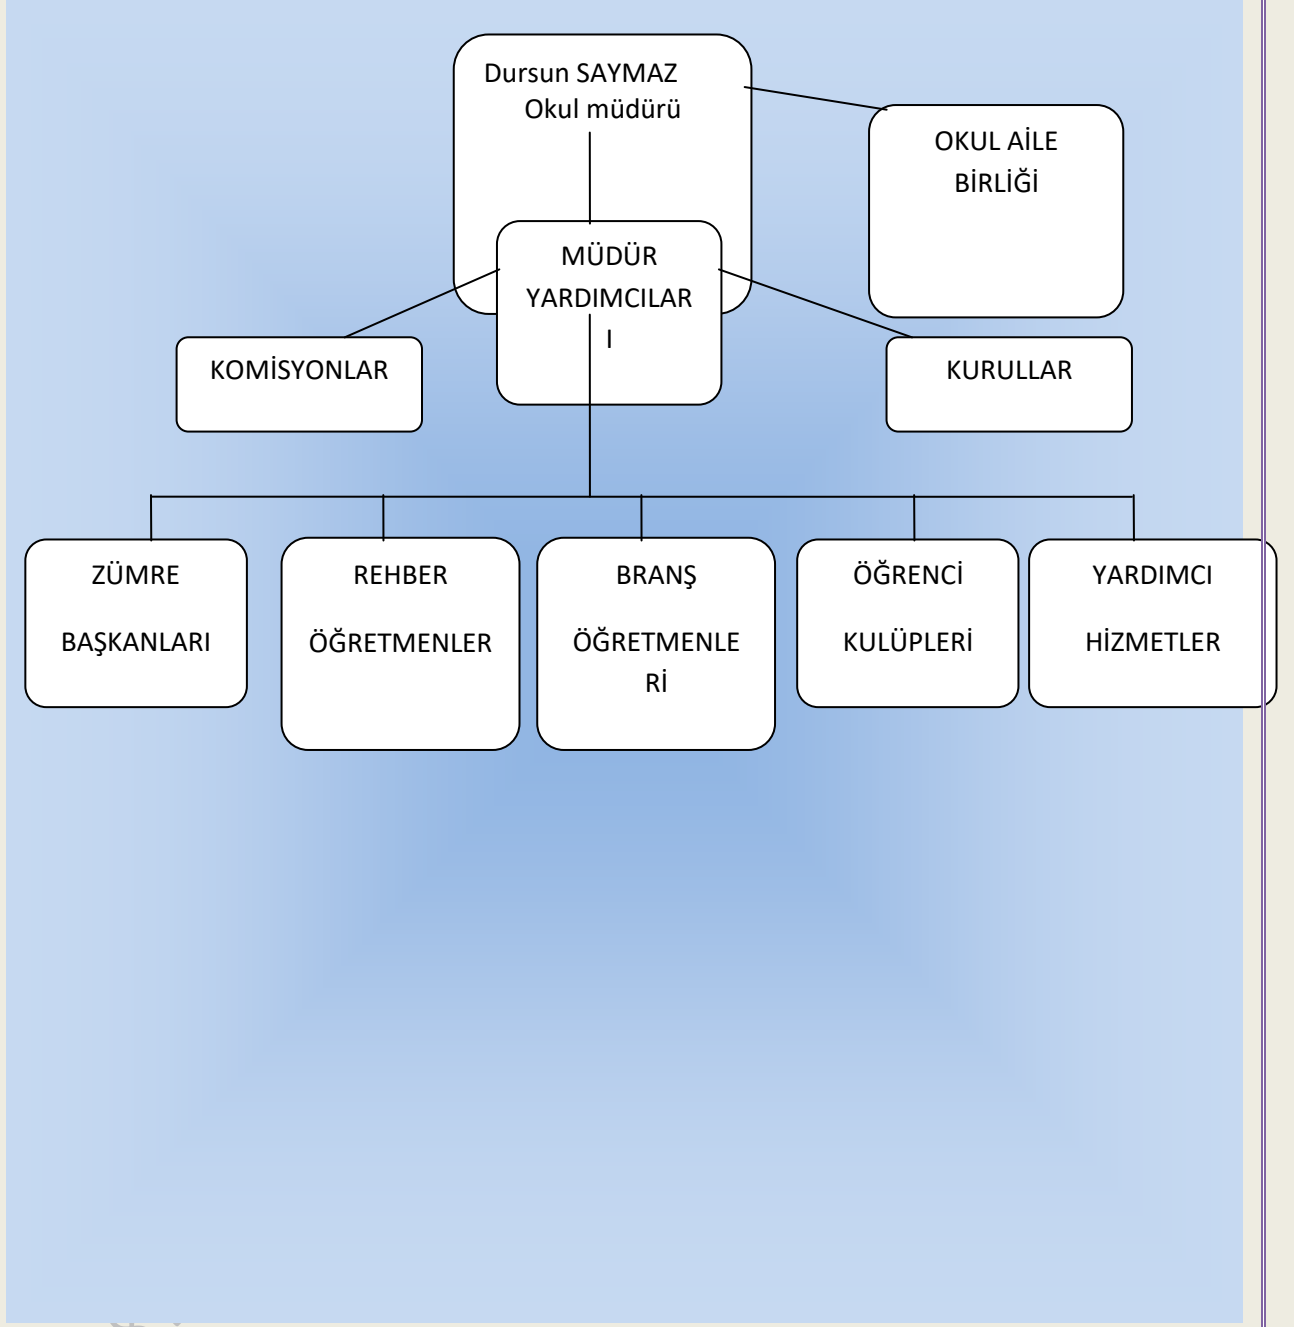 Dursun SAYMAZ
Okul müdürü
OKUL AİLE
BİRLİĞİ
MÜDÜR
YARDIMCILAR
I
KOMİSYONLAR
KURULLAR
ZÜMRE
BAŞKANLARI
REHBER
ÖĞRETMENLER
BRANŞ
ÖĞRETMENLE
Rİ
ÖĞRENCİ
KULÜPLERİ
YARDIMCI
HİZMETLER